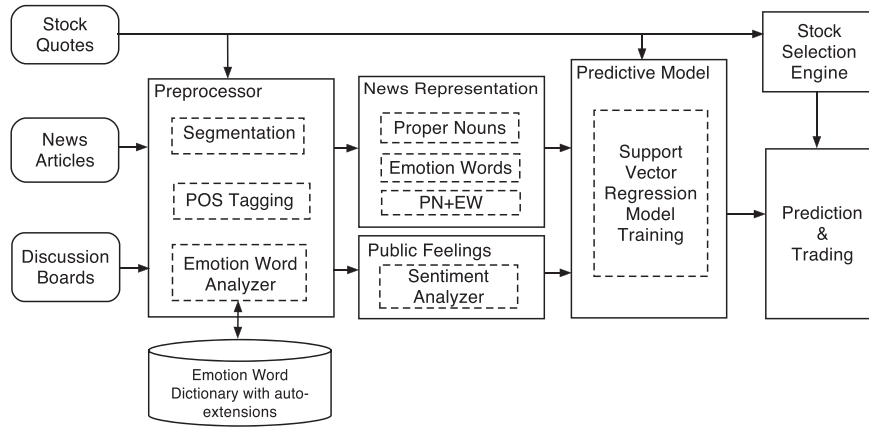 Stock
Quotes
News
Articles
Discussion
Boards
Preprocessor
Segmentation
POS Tagging
Emotion Word
Analyzer
Emotion Word
Dictionary with auto-
extensions
News Representation
Proper Nouns
Emotion Words
PN+EW
Public Feelings
Sentiment
Analyzer
Predictive Model
Support
Vector
Regression
Model
Training
Stock
Selection
Engine
Prediction
&
Trading